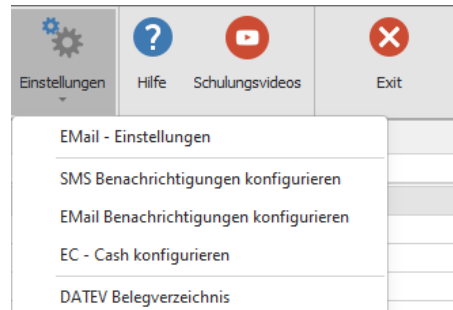 Einstellungen Hilfe Schulungsvideos Exit
EMail - Einstellungen
SMS Benachrichtigungen konfigurieren
EMail Benachrichtigungen konfigurieren
EC - Cash konfigurieren
DATEV Belegverzeichnis